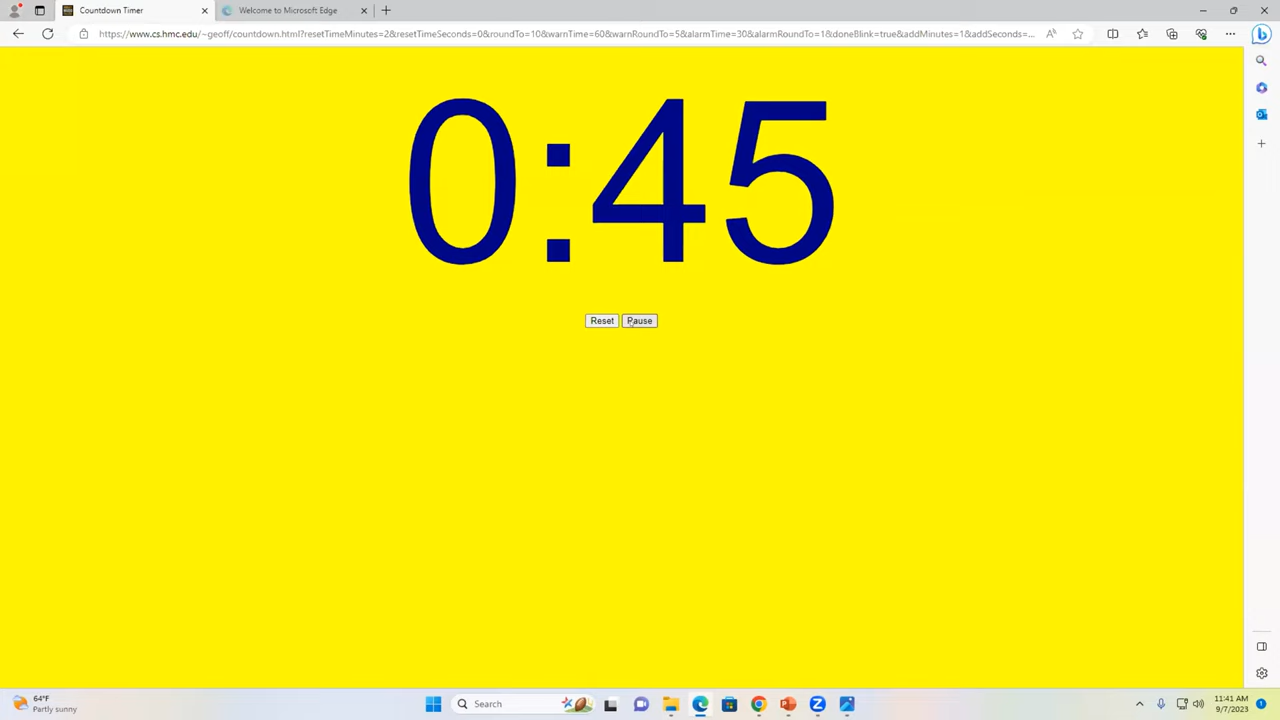 Countdown Timer
Welcome to Microsoft Edge
https://www.cs.hmc.edu/~geoff/countdown.html?resetTimeMinutes=2&resetTimeSeconds=0&roundTo=10&warnTime=60&warnRoundTo=5&alarmTime=30&alarmRoundTo=1&doneBlink=true&addMinutes=1&addSeconds=...
0:45
Reset Pause
64°F
Partly sunny
Search
11:41 AM
9/7/2023